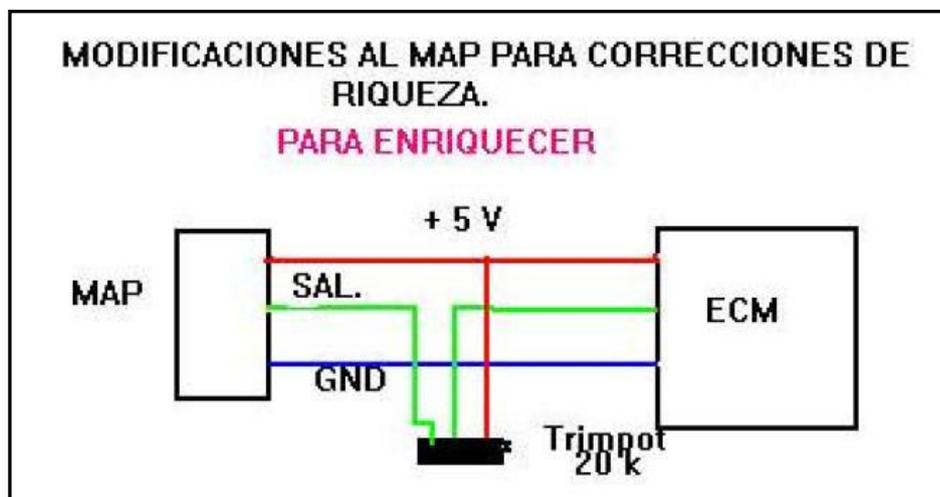 MODIFICACIONES AL MAP PARA CORRECCIONES DE
RIQUEZA.
PARA ENRIQUECER
+ 5 V
MAP
SAL.
ECM
GND
Trimpot
20 k